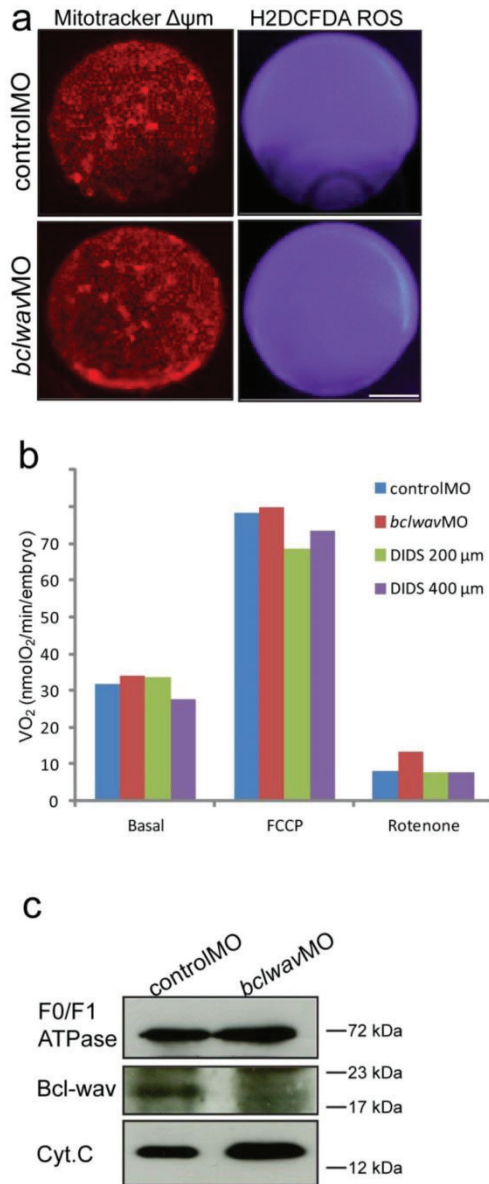 a
Mitotracker Δψm H2DCFDA ROS
controlMO
bclwavMO
b
VO2 (nmolO2/min/embryo)
70
60
50
40
30
20
10
0
controlMO
bclwavMO
DIDS 200 μm
DIDS 400 μm
Basal FCCP Rotenone
c
controlMO bclwavMO
F0/F1
ATPase
72 kDa
Bcl-wav
23 kDa
17 kDa
Cyt.C
12 kDa